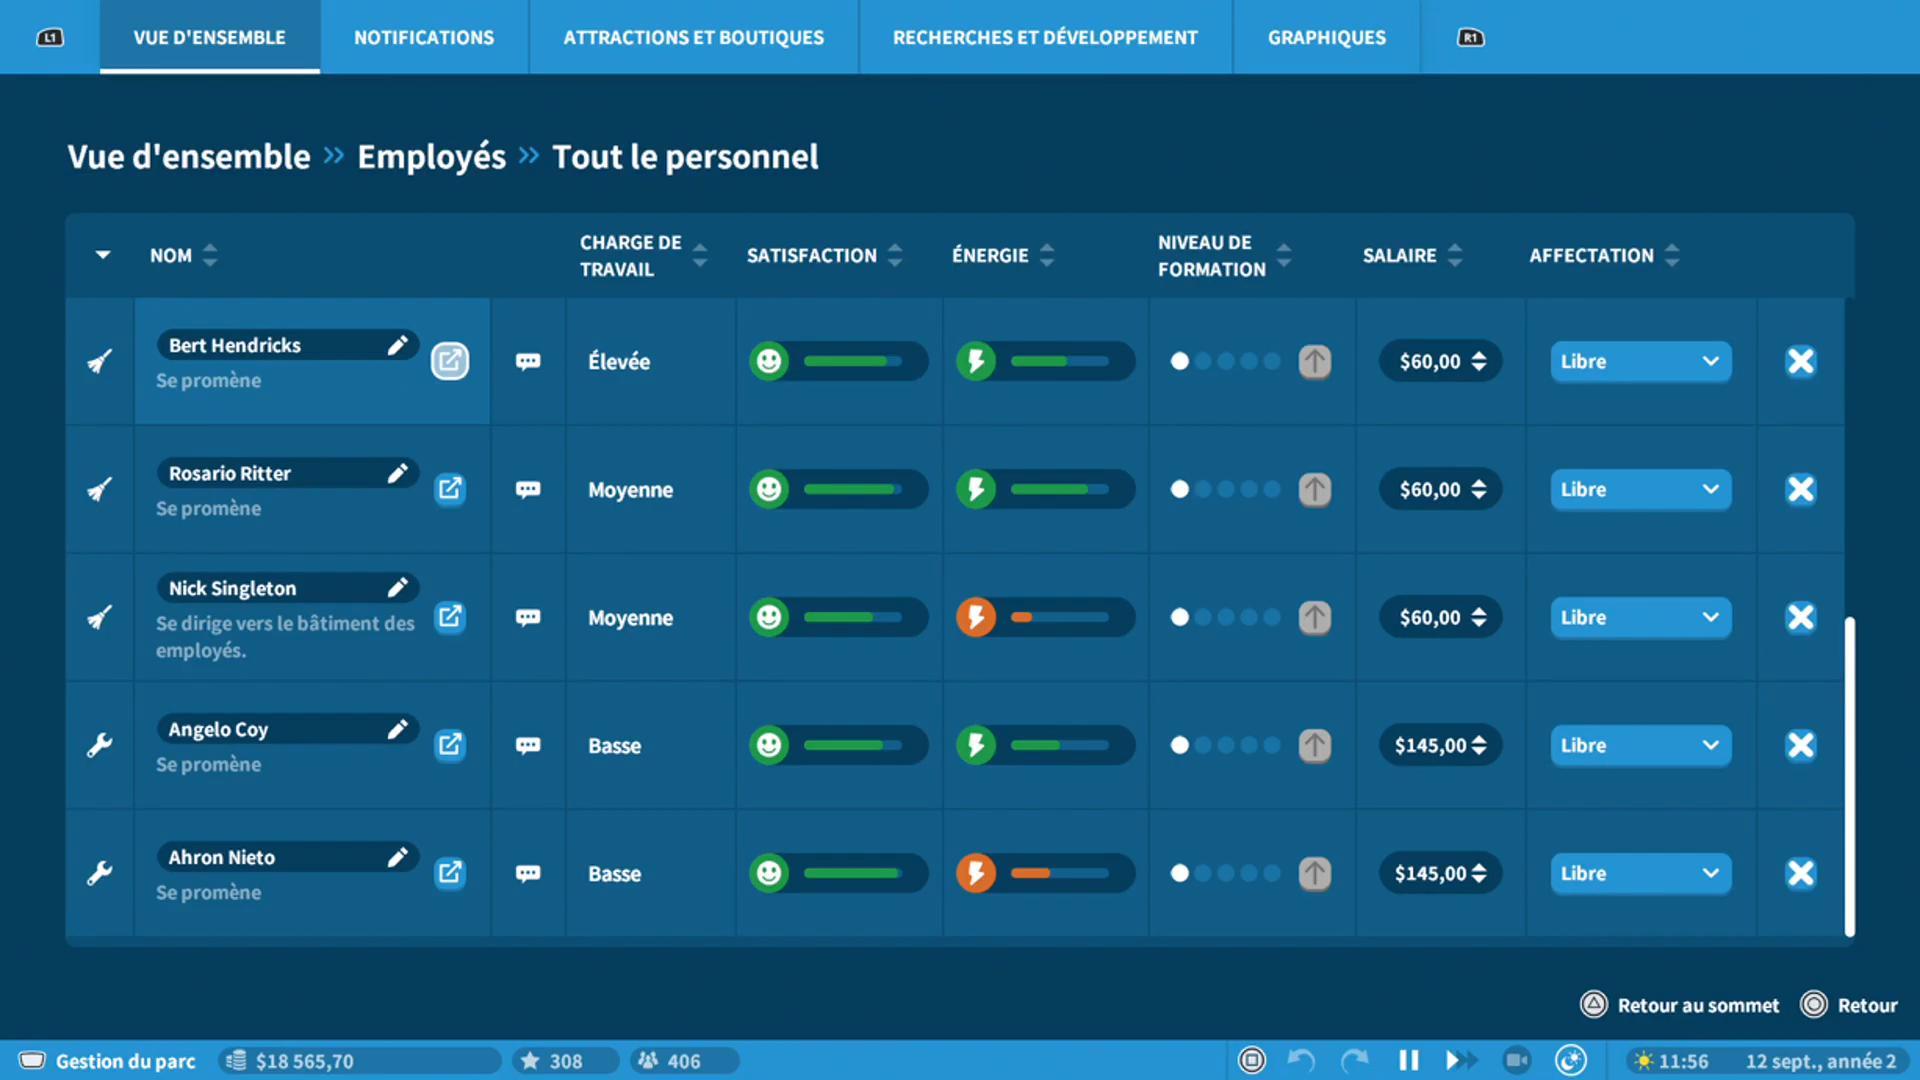 L1 VUE D'ENSEMBLE NOTIFICATIONS ATTRACTIONS ET BOUTIQUES RECHERCHES ET DÉVELOPPEMENT GRAPHIQUES R1
Vue d'ensemble » Employés » Tout le personnel
NOM CHARGE DE TRAVAIL SATISFACTION ÉNERGIE NIVEAU DE FORMATION SALAIRE AFFECTATION
Bert Hendricks
Se promène
Élevée $60,00 Libre
Rosario Ritter
Se promène
Moyenne $60,00 Libre
Nick Singleton
Se dirige vers le bâtiment des
employés.
Moyenne $60,00 Libre
Angelo Coy
Se promène
Basse $145,00 Libre
Ahron Nieto
Se promène
Basse $145,00 Libre
Retour au sommet Retour
Gestion du parc $18 565,70 308 406 11:56 12 sept., année 2